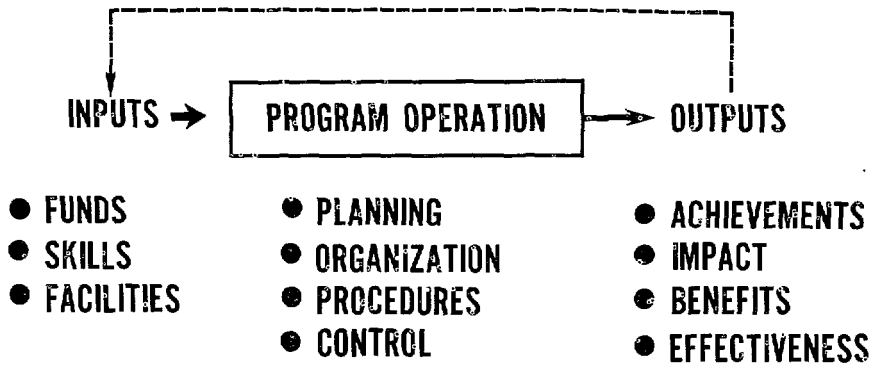 INPUTS PROGRAM OPERATION OUTPUTS
● FUNDS
● SKILLS
● FACILITIES
● PLANNING
● ORGANIZATION
● PROCEDURES
● CONTROL
● ACHIEVEMENTS
● IMPACT
● BENEFITS
● EFFECTIVENESS